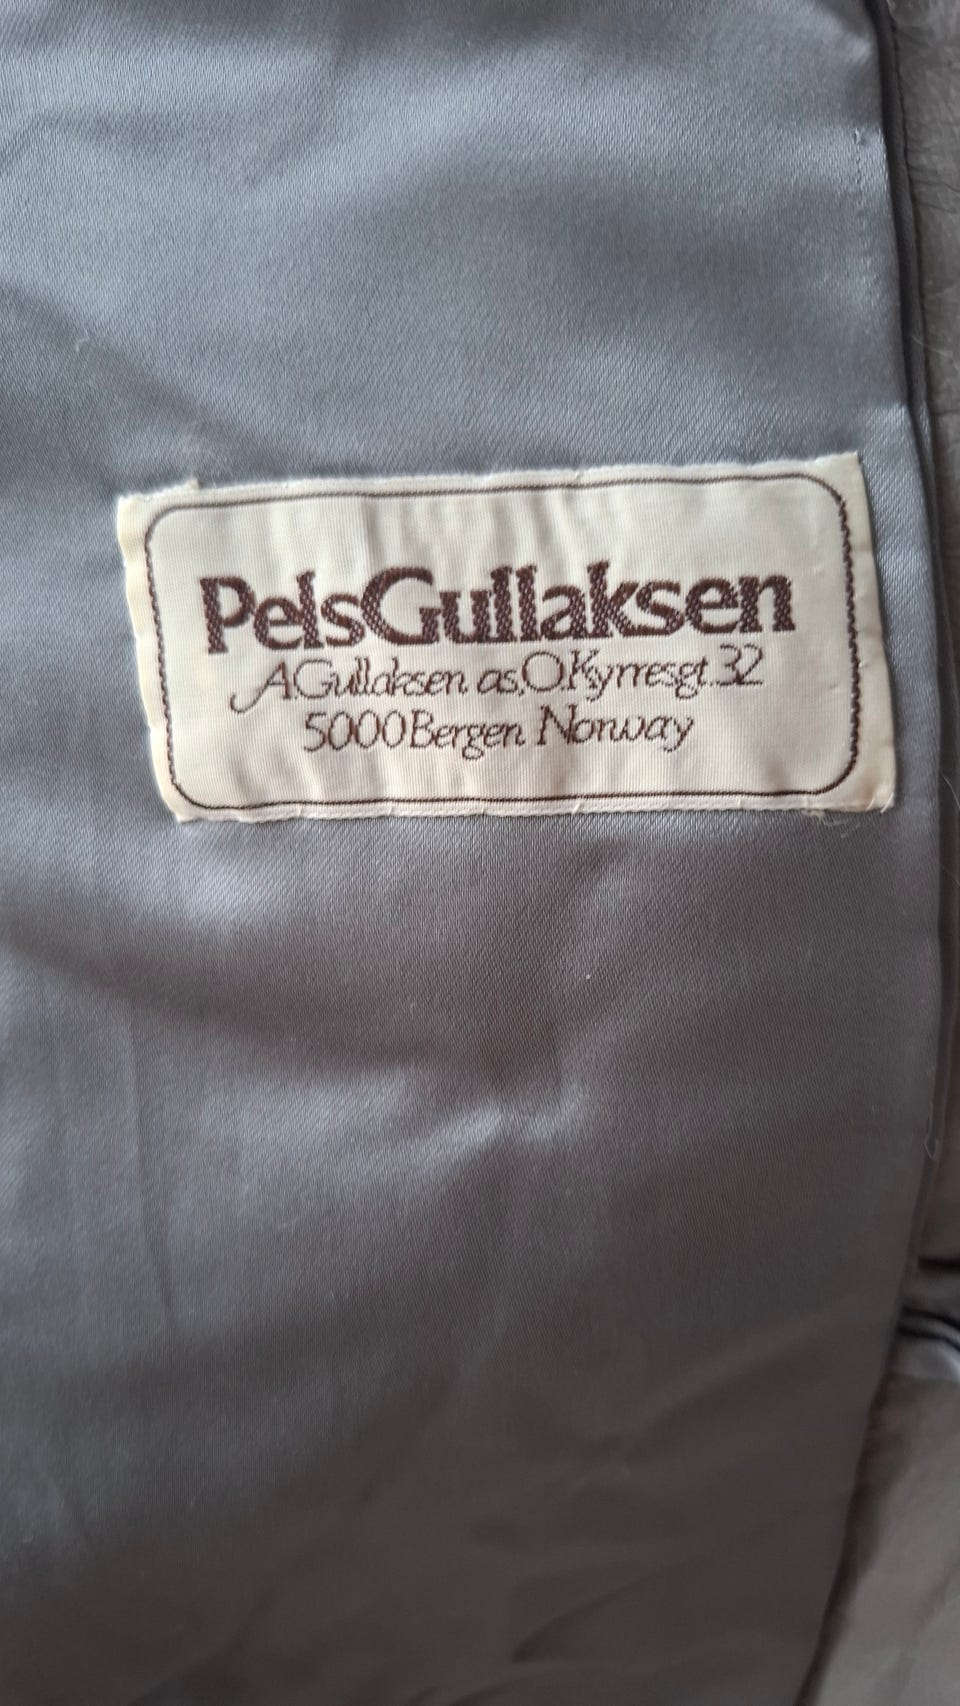 PelsGullaksen
A.Gullaksen as, O.Kyrresgt. 32
5000 Bergen Norway